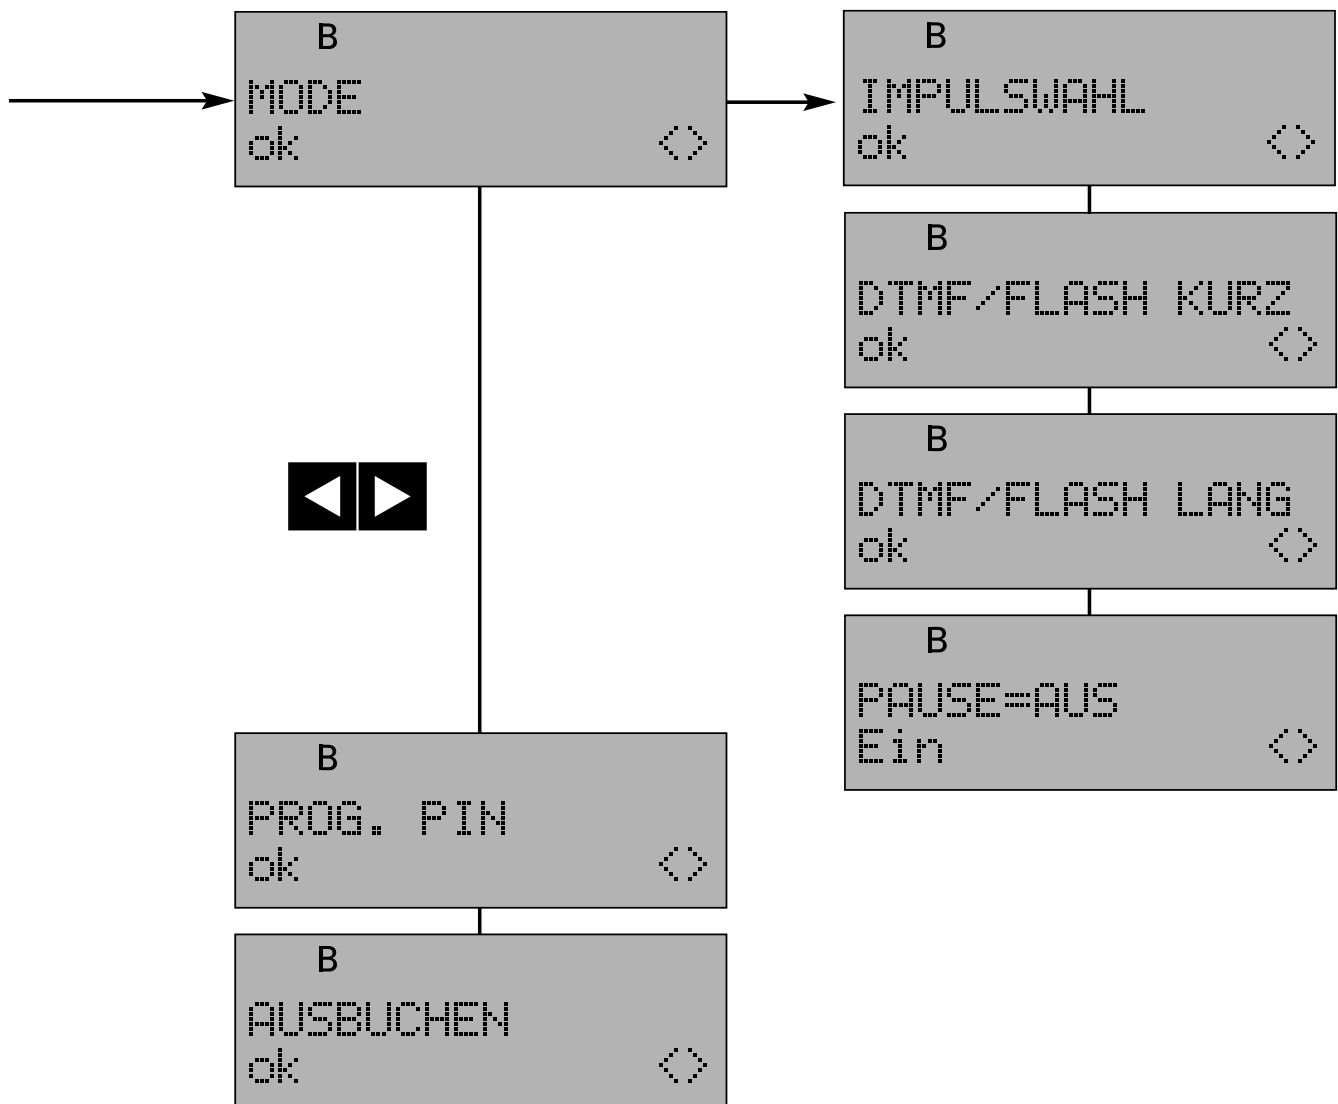 B
MODE
ok <>
B
IMPULSWAHL
ok <>
B
DTMF/FLASH KURZ
ok <>
B
DTMF/FLASH LANG
ok <>
B
PAUSE=AUS
Ein <>
B
PROG. PIN
ok <>
B
AUSBUCHEN
ok <>